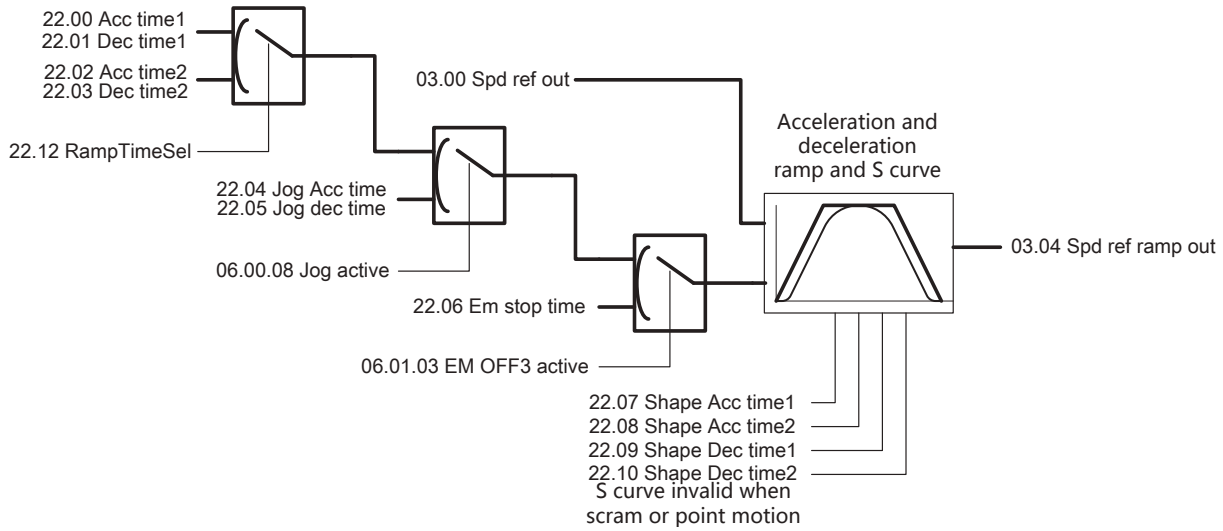 22.00 Acc time1
22.01 Dec time1
22.02 Acc time2
22.03 Dec time2
22.12 RampTimeSel
03.00 Spd ref out
22.04 Jog Acc time
22.05 Jog dec time
06.00.08 Jog active
Acceleration and
deceleration
ramp and S curve
03.04 Spd ref ramp out
22.06 Em stop time
06.01.03 EM OFF3 active
22.07 Shape Acc time1
22.08 Shape Acc time2
22.09 Shape Dec time1
22.10 Shape Dec time2
S curve invalid when
scram or point motion